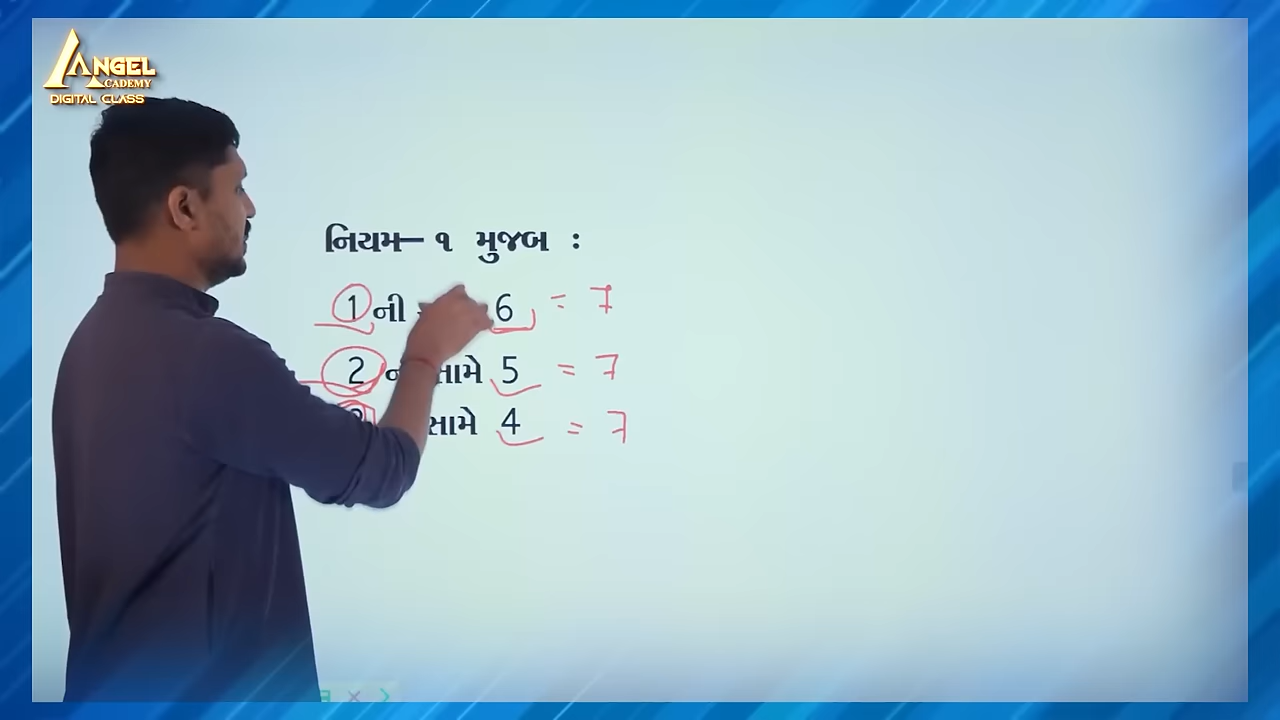 ANGEL
ACADEMY
DIGITAL CLASS
નિયમ– ૧ મુજબ :
1 ની 6 = 7
2 સામે 5 = 7
સામે 4 = 7